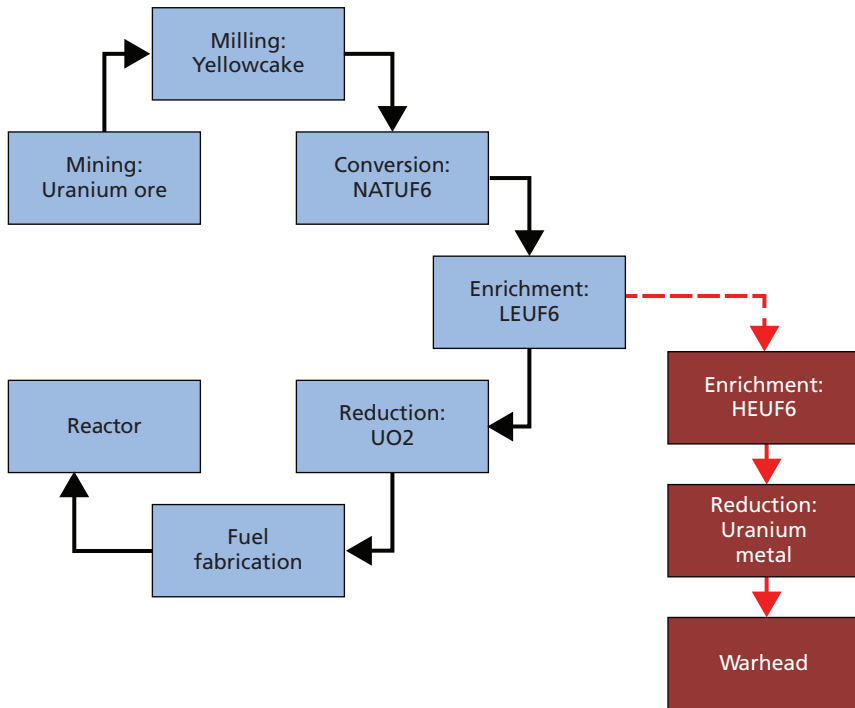 Milling:
Yellowcake
Mining:
Uranium ore
Conversion:
NATUF6
Enrichment:
LEUF6
Enrichment:
HEUF6
Reactor
Reduction:
UO2
Reduction:
Uranium
metal
Fuel
fabrication
Warhead